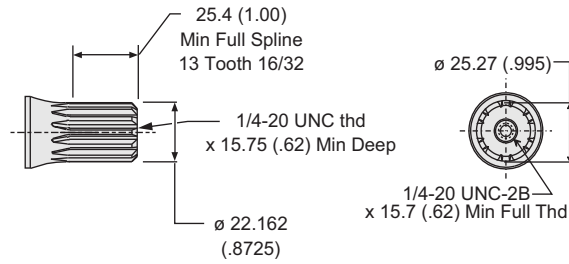 25.4 (1.00)
Min Full Spline
13 Tooth 16/32
1/4-20 UNC thd
x 15.75 (.62) Min Deep
ø 22.162
(.8725)
ø 25.27 (.995)
1/4-20 UNC-2B
x 15.7 (.62) Min Full Thd